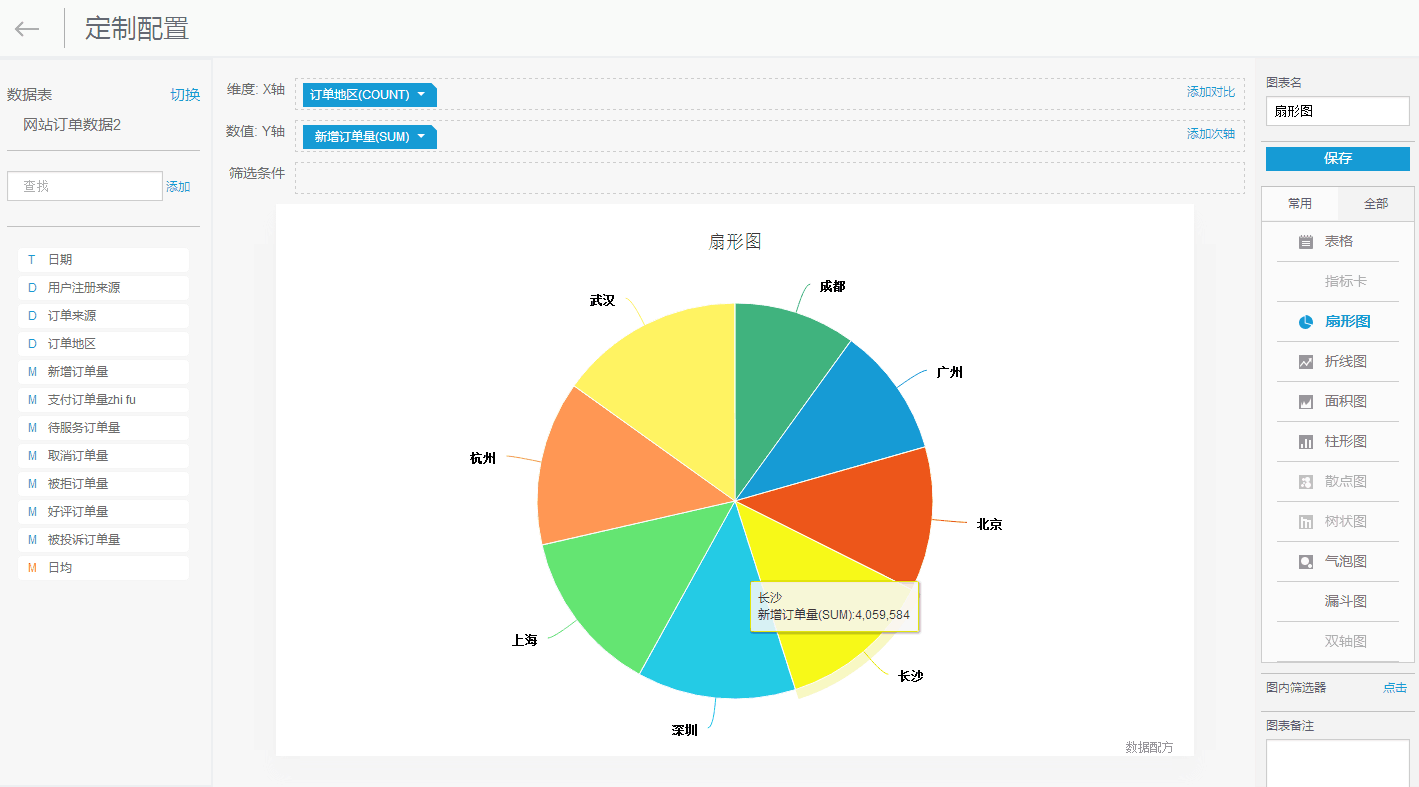 定制配置
数据表 切换
网站订单数据2
查找 添加
T 日期
D 用户注册来源
D 订单来源
D 订单地区
M 新增订单量
M 支付订单量zhi fu
M 待服务订单量
M 取消订单量
M 被拒订单量
M 好评订单量
M 被投诉订单量
M 日均
维度: X轴 订单地区(COUNT) 添加对比
数值: Y轴 新增订单量(SUM) 添加次轴
筛选条件
扇形图
成都
武汉
广州
杭州
北京
长沙
新增订单量(SUM):4,059,584
上海
长沙
深圳
数据配方
图表名
扇形图
保存
常用 全部
表格
指标卡
扇形图
折线图
面积图
柱形图
散点图
树状图
气泡图
漏斗图
双轴图
图内筛选器 点击
图表备注